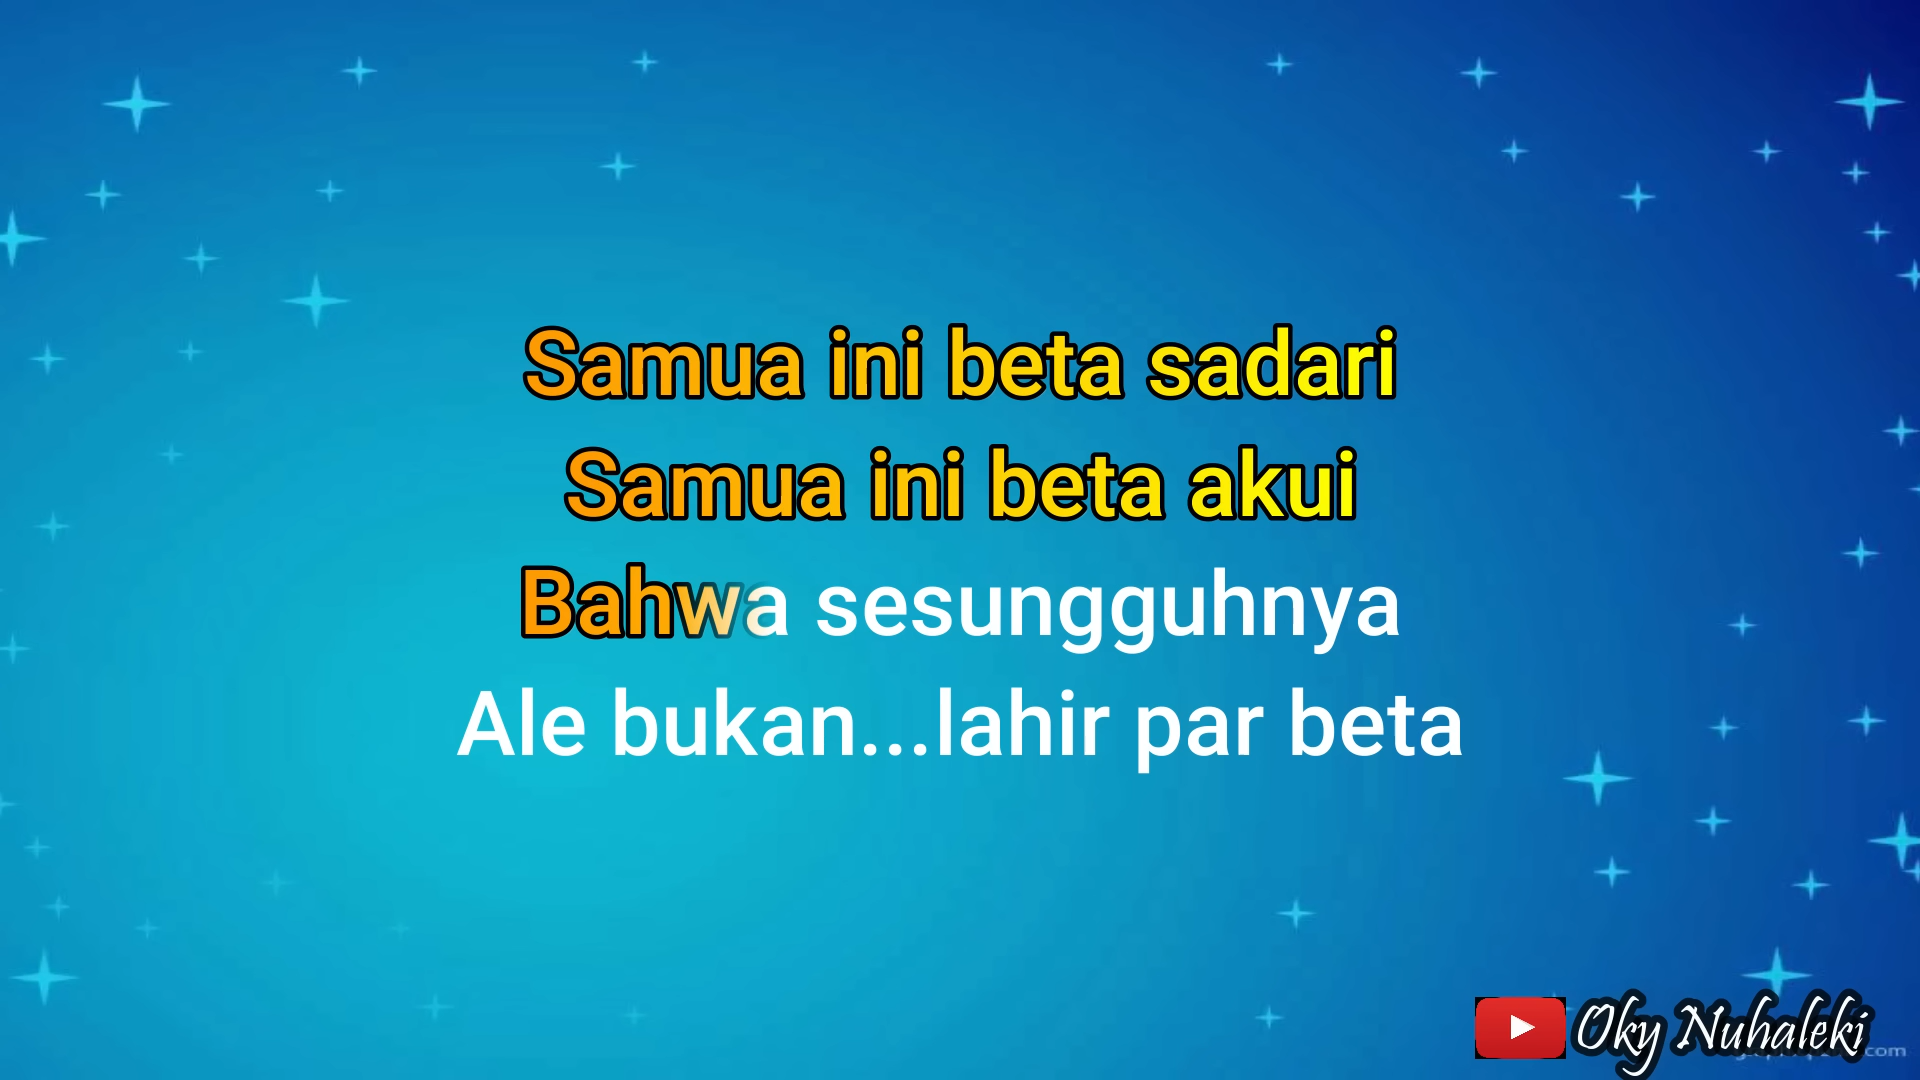 Samua ini beta sadari
Samua ini beta akui
Bahwa sesungguhnya
Ale bukan...lahir par beta
Oky Nuhaleki